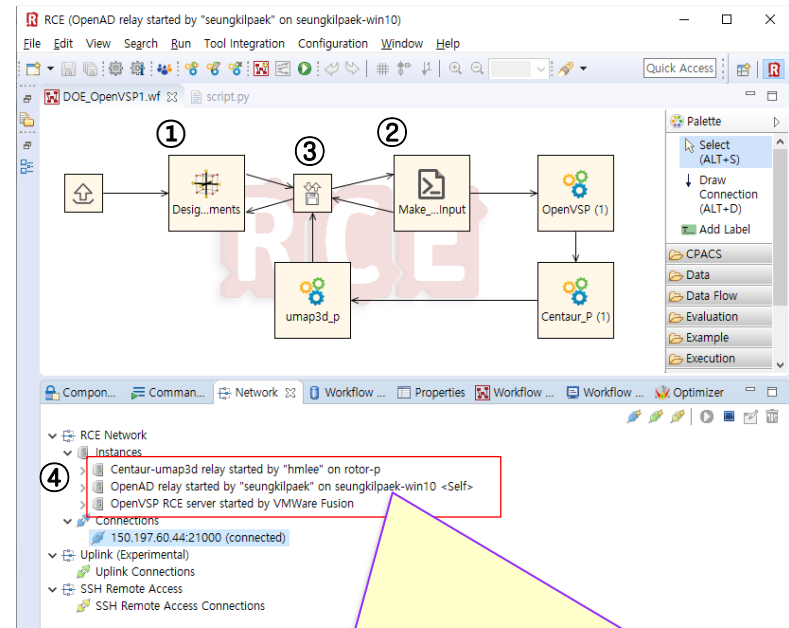 RCE (OpenAD relay started by "seungkilpaek" on seungkilpaek-win10)
File Edit View Search Run Tool Integration Configuration Window Help
Quick Access
DOE_OpenVSP1.wf script.py
Palette
Select
(ALT+S)
Draw
Connection
(ALT+D)
Add Label
CPACS
Data
Data Flow
Evaluation
Example
Execution
① ③ ②
Desig...ments
Make_...Input
OpenVSP (1)
umap3d_p
Centaur_P (1)
RCE
Compon... Comman... Network Workflow ... Properties Workflow ... Workflow ... Optimizer
RCE Network
Instances
④
Centaur-umap3d relay started by "hmlee" on rotor-p
OpenAD relay started by "seungkilpaek" on seungkilpaek-win10 <Self>
OpenVSP RCE server started by VMWare Fusion
Connections
150.197.60.44:21000 (connected)
Uplink (Experimental)
Uplink Connections
SSH Remote Access
SSH Remote Access Connections